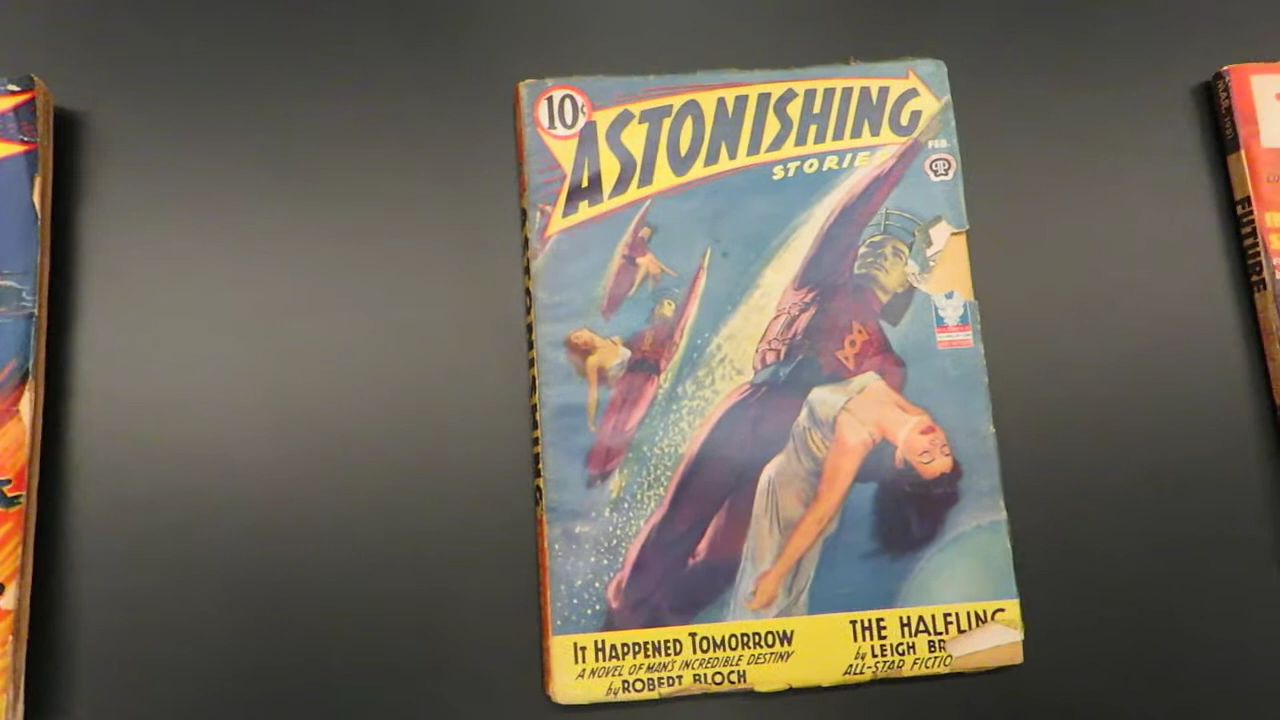 10¢
ASTONISHING
STORIES
FEB.
ASTONISHING
IT HAPPENED TOMORROW
A NOVEL OF MAN'S INCREDIBLE DESTINY
by ROBERT BLOCH
THE HALFLING
by LEIGH BR
ALL-STAR FICTIO
FUTURE